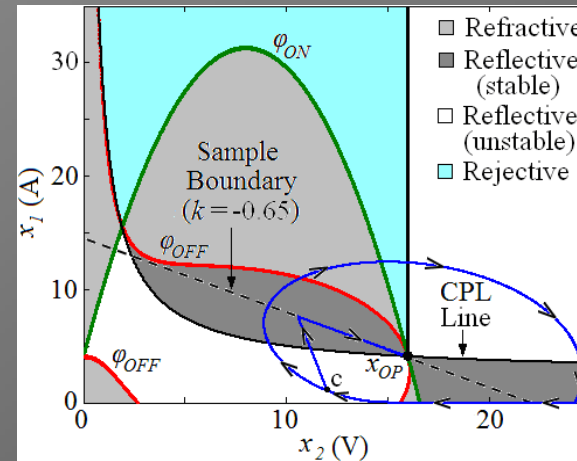 30
20
10
0
x1 (A)
0
10
20
x2 (V)
φON
Sample
Boundary
(k = -0.65)
φOFF
φOFF
CPL
Line
xOP
c
Refractive
Reflective
(stable)
Reflective
(unstable)
Rejective